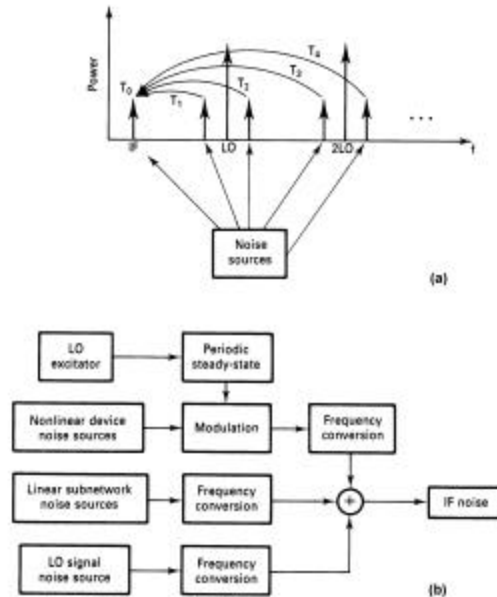 Power
T₀
T₁
T₂
T₃
T₄
IF
LO
2LO
...
f
Noise
sources
(a)
LO
excitator
Periodic
steady-state
Nonlinear device
noise sources
Modulation
Frequency
conversion
Linear subnetwork
noise sources
Frequency
conversion
+
IF noise
LO signal
noise source
Frequency
conversion
(b)